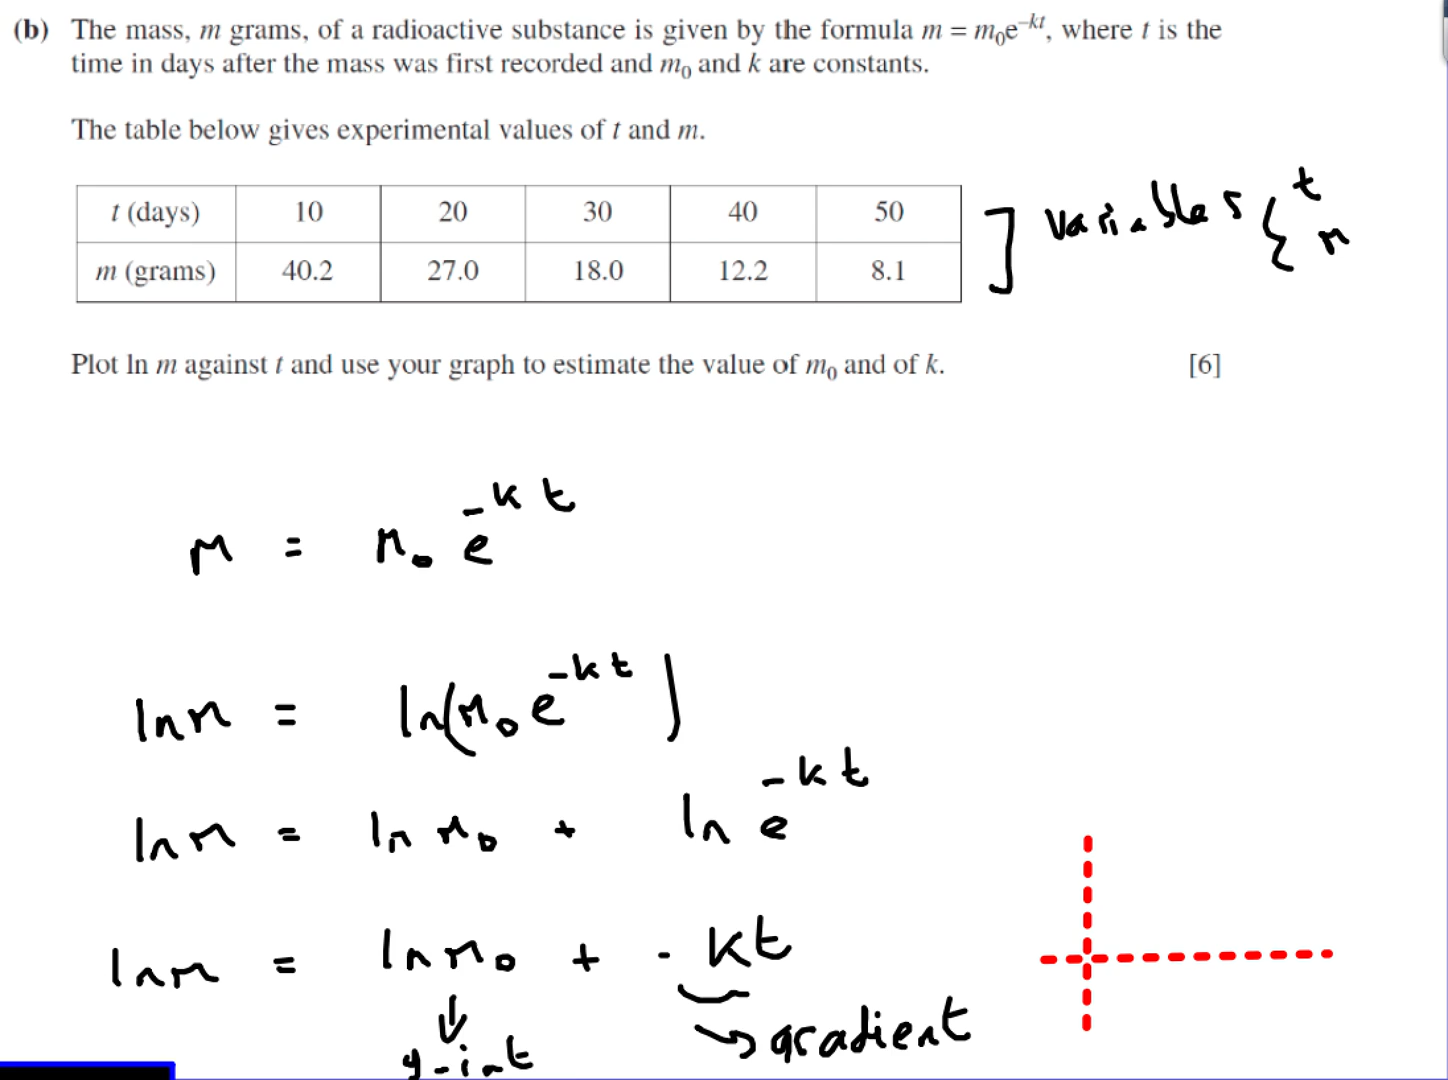 (b) The mass, m grams, of a radioactive substance is given by the formula m = m₀e⁻ᵏᵗ, where t is the
time in days after the mass was first recorded and m₀ and k are constants.
The table below gives experimental values of t and m.
t (days) 10 20 30 40 50
m (grams) 40.2 27.0 18.0 12.2 8.1
] variables { t
m
Plot ln m against t and use your graph to estimate the value of m₀ and of k. [6]
m = m₀ e⁻ᵏᵗ
ln m = ln(m₀ e⁻ᵏᵗ)
ln m = ln m₀ + ln e⁻ᵏᵗ
ln m = ln m₀ + - kt
↓ y-int
↪ gradient